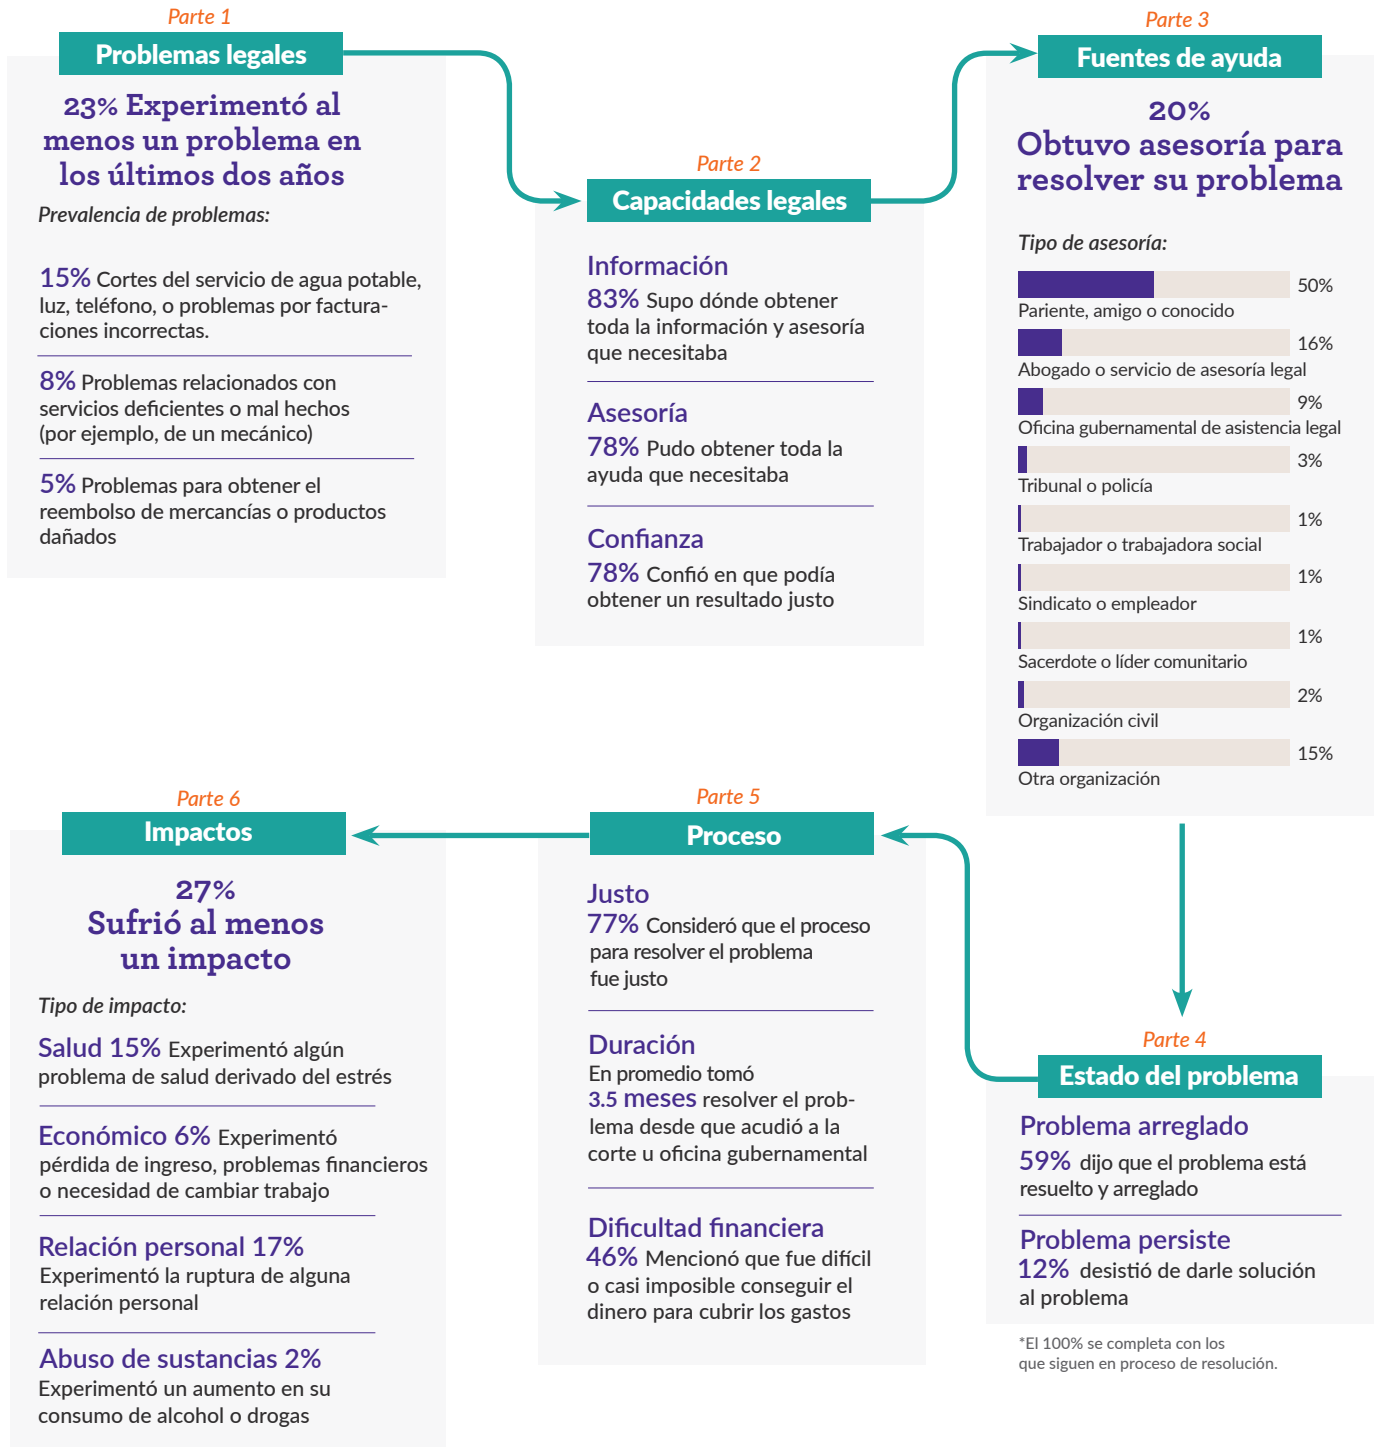 Parte 1
Problemas legales
23% Experimentó al
menos un problema en
los últimos dos años
Prevalencia de problemas:
15% Cortes del servicio de agua potable,
luz, teléfono, o problemas por factura-
ciones incorrectas.
8% Problemas relacionados con
servicios deficientes o mal hechos
(por ejemplo, de un mecánico)
5% Problemas para obtener el
reembolso de mercancías o productos
dañados
Parte 2
Capacidades legales
Información
83% Supo dónde obtener
toda la información y asesoría
que necesitaba
Asesoría
78% Pudo obtener toda la
ayuda que necesitaba
Confianza
78% Confió en que podía
obtener un resultado justo
Parte 3
Fuentes de ayuda
20%
Obtuvo asesoría para
resolver su problema
Tipo de asesoría:
50%
Pariente, amigo o conocido
16%
Abogado o servicio de asesoría legal
9%
Oficina gubernamental de asistencia legal
3%
Tribunal o policía
1%
Trabajador o trabajadora social
1%
Sindicato o empleador
1%
Sacerdote o líder comunitario
2%
Organización civil
15%
Otra organización
Parte 4
Estado del problema
Problema arreglado
59% dijo que el problema está
resuelto y arreglado
Problema persiste
12% desistió de darle solución
al problema
*El 100% se completa con los
que siguen en proceso de resolución.
Parte 5
Proceso
Justo
77% Consideró que el proceso
para resolver el problema
fue justo
Duración
En promedio tomó
3.5 meses resolver el prob-
lema desde que acudió a la
corte u oficina gubernamental
Dificultad financiera
46% Mencionó que fue difícil
o casi imposible conseguir el
dinero para cubrir los gastos
Parte 6
Impactos
27%
Sufrió al menos
un impacto
Tipo de impacto:
Salud 15% Experimentó algún
problema de salud derivado del estrés
Económico 6% Experimentó
pérdida de ingreso, problemas financieros
o necesidad de cambiar trabajo
Relación personal 17%
Experimentó la ruptura de alguna
relación personal
Abuso de sustancias 2%
Experimentó un aumento en su
consumo de alcohol o drogas